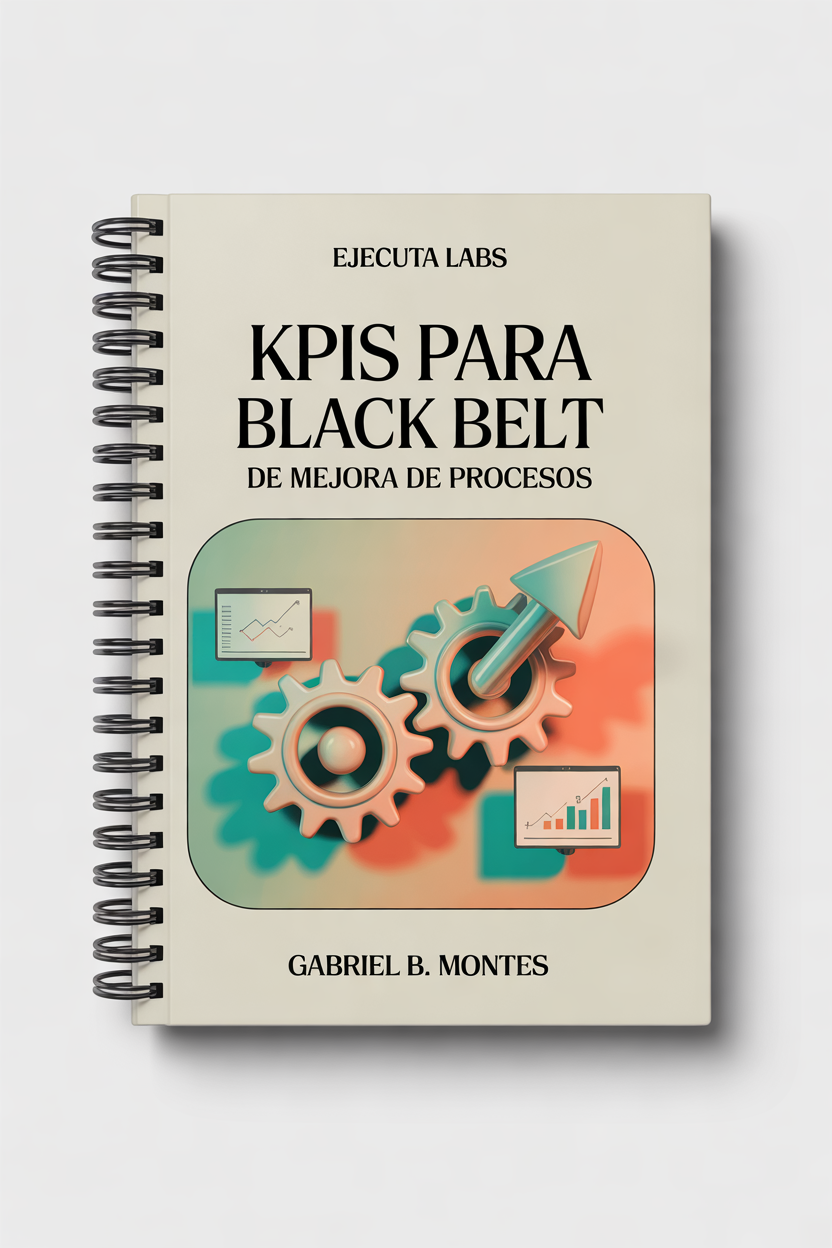 EJECUTA LABS
KPIS PARA
BLACK BELT
DE MEJORA DE PROCESOS
GABRIEL B. MONTES